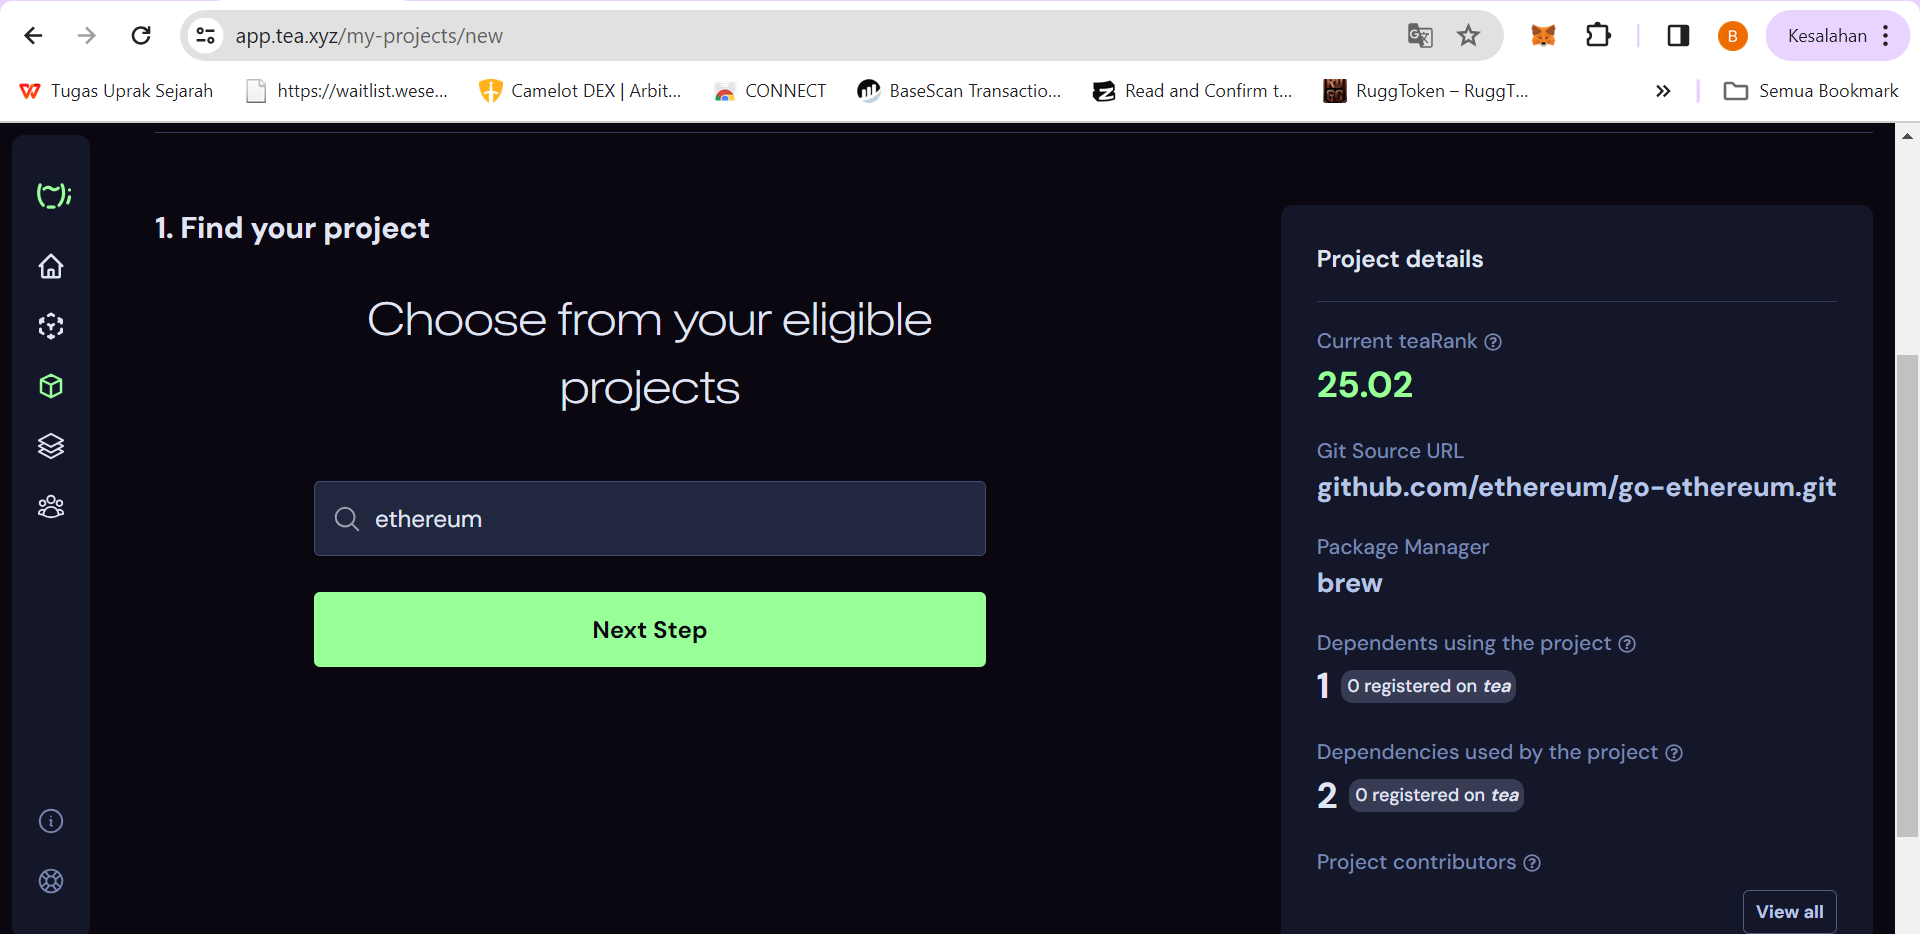 app.tea.xyz/my-projects/new
B
Kesalahan
Tugas Uprak Sejarah
https://waitlist.wese...
Camelot DEX | Arbit...
CONNECT
BaseScan Transactio...
Read and Confirm t...
RuggToken – RuggT...
Semua Bookmark
1. Find your project
Choose from your eligible
projects
ethereum
Next Step
Project details
Current teaRank
25.02
Git Source URL
github.com/ethereum/go-ethereum.git
Package Manager
brew
Dependents using the project
1 0 registered on tea
Dependencies used by the project
2 0 registered on tea
Project contributors
View all